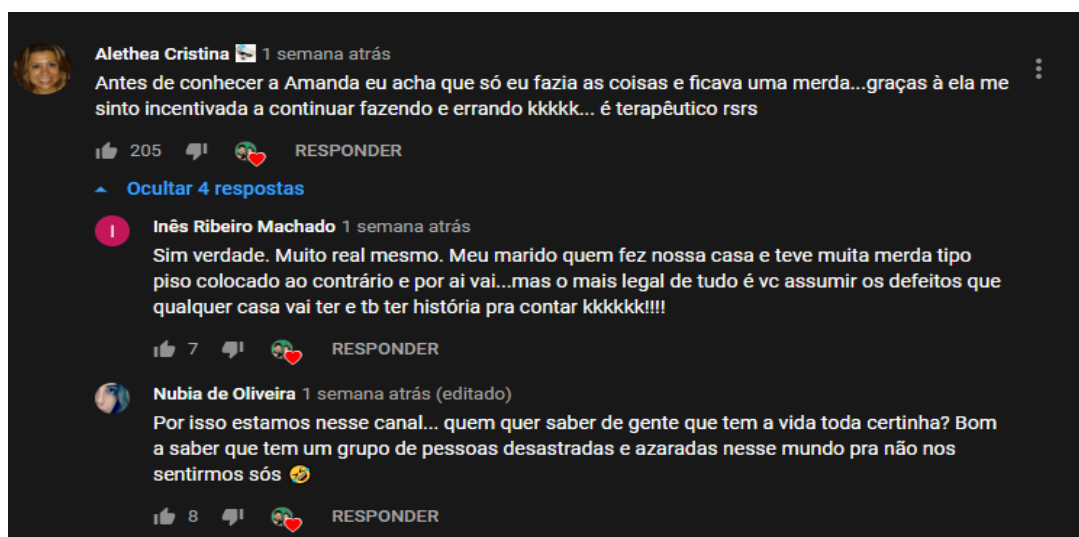 Alethea Cristina 1 semana atrás
Antes de conhecer a Amanda eu acha que só eu fazia as coisas e ficava uma merda...graças à ela me
sinto incentivada a continuar fazendo e errando kkkkk... é terapêutico rsrs
205 RESPONDER
Ocultar 4 respostas
I
Inês Ribeiro Machado 1 semana atrás
Sim verdade. Muito real mesmo. Meu marido quem fez nossa casa e teve muita merda tipo
piso colocado ao contrário e por ai vai...mas o mais legal de tudo é vc assumir os defeitos que
qualquer casa vai ter e tb ter história pra contar kkkkkk!!!!
7 RESPONDER
Nubia de Oliveira 1 semana atrás (editado)
Por isso estamos nesse canal... quem quer saber de gente que tem a vida toda certinha? Bom
a saber que tem um grupo de pessoas desastradas e azaradas nesse mundo pra não nos
sentirmos sós 🤣
8 RESPONDER